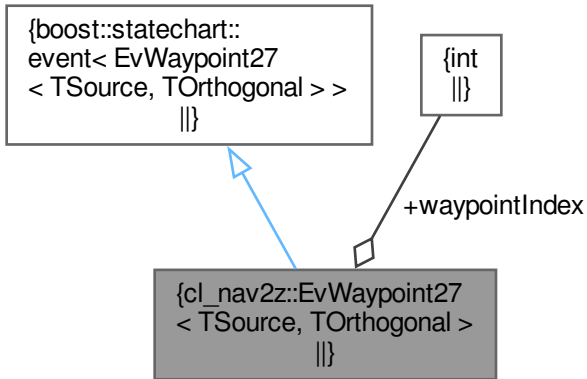 {boost::statechart::
event< EvWaypoint27
< TSource, TOrthogonal > >
||}
{int
||}
+waypointIndex
{cl_nav2z::EvWaypoint27
< TSource, TOrthogonal >
||}